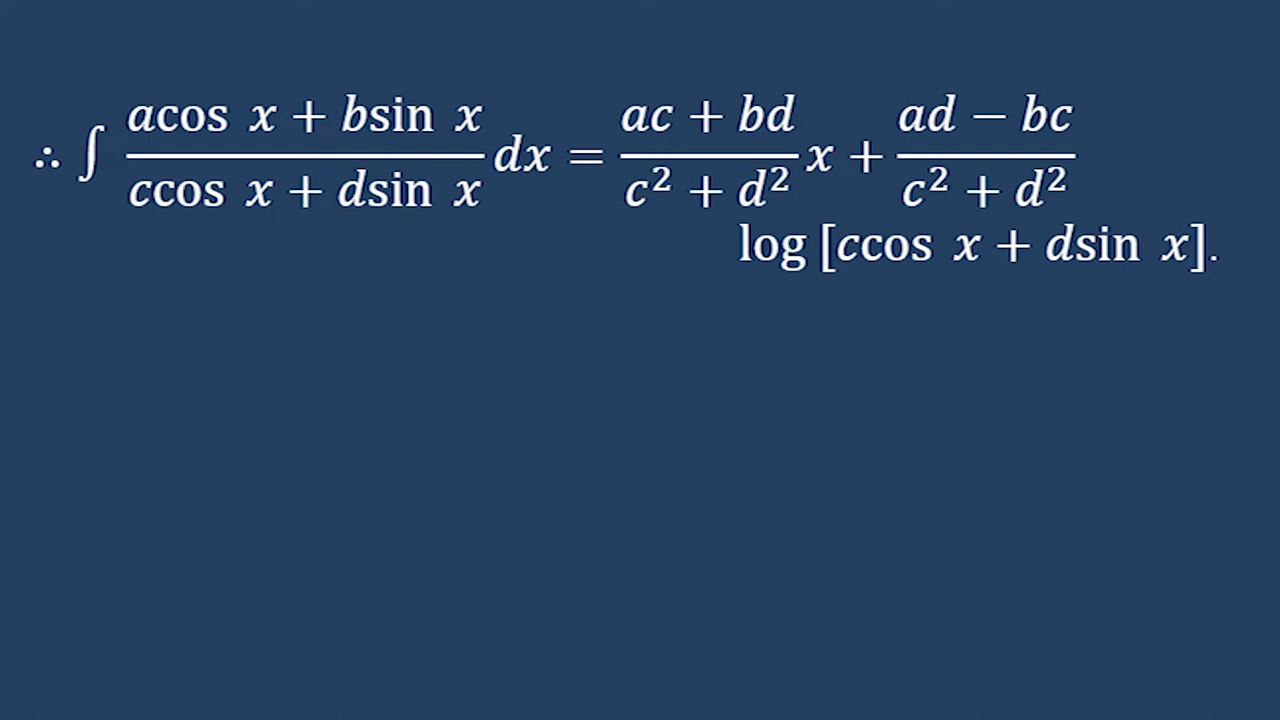 ∴ ∫ (acos x + bsin x)/(ccos x + dsin x) dx = (ac + bd)/(c² + d²) x + (ad − bc)/(c² + d²)
log [ccos x + dsin x].